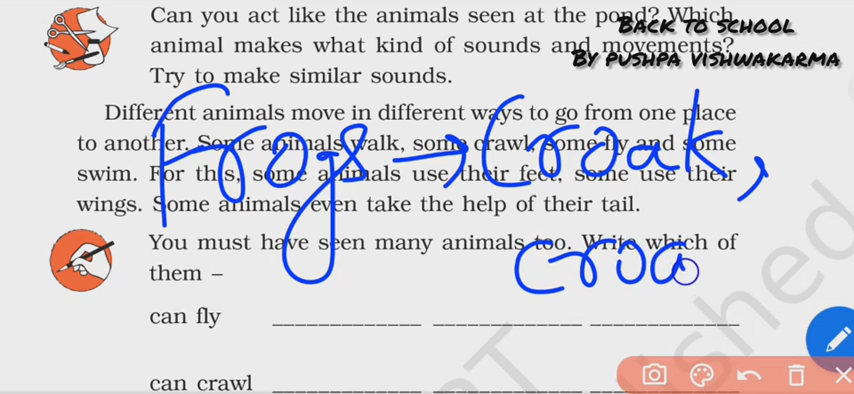 Can you act like the animals seen at the pond? Which
animal makes what kind of sounds and movements?
Try to make similar sounds.
BACK TO SCHOOL
BY PUSHPA VISHWAKARMA
Different animals move in different ways to go from one place
to another. Some animals walk, some crawl, some fly and some
swim. For this, some animals use their feet, some use their
wings. Some animals even take the help of their tail.
Frogs → Croak,
croa
You must have seen many animals too. Write which of
them –
can fly
can crawl